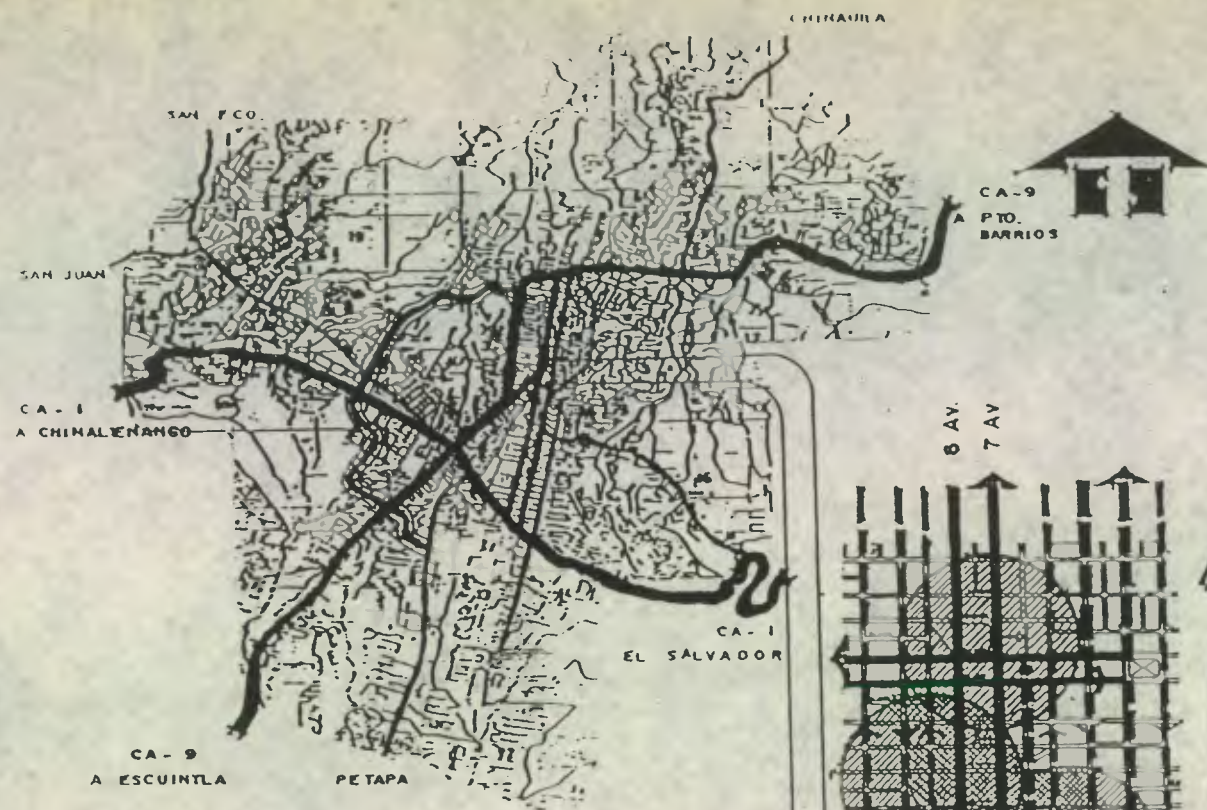 CHINAUTLA
SAN FCO.
CA-9
A PTO.
BARRIOS
SAN JUAN
CA-1
A CHIMALTENANGO
6 AV.
7 AV
CA-1
EL SALVADOR
CA-9
A ESCUINTLA
PETAPA